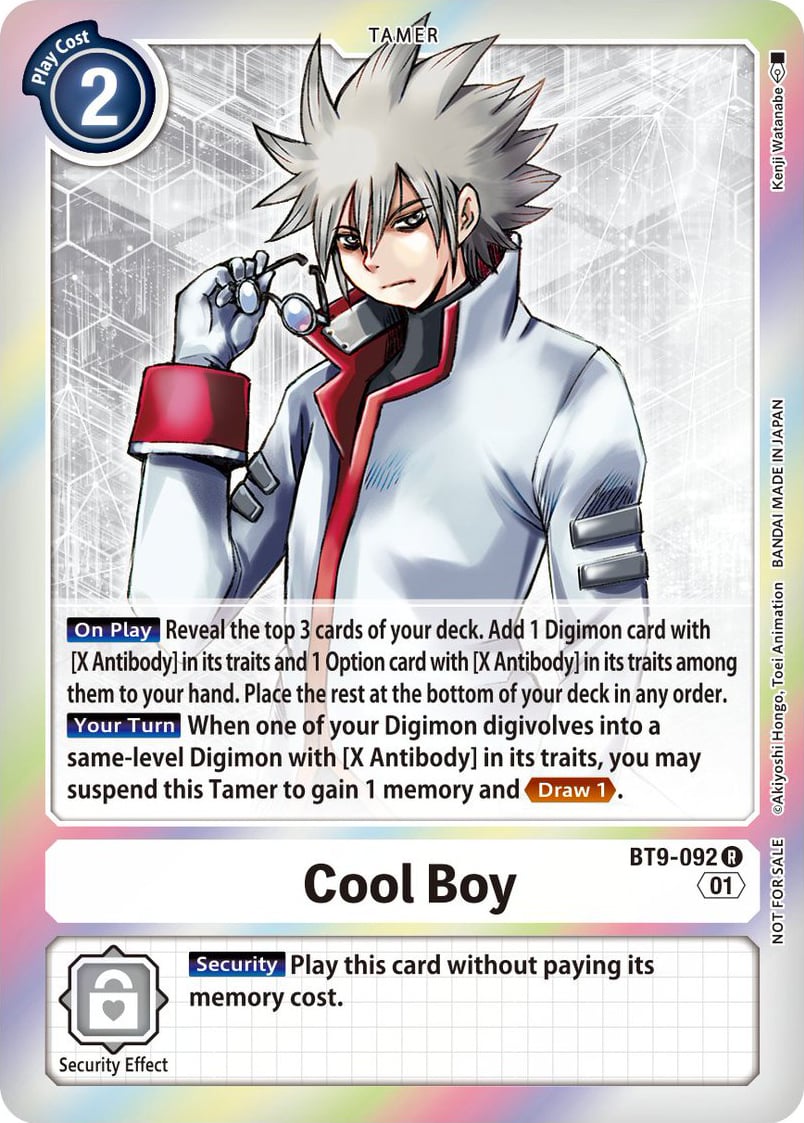 TAMER
Play Cost
2
Kenji Watanabe
On Play Reveal the top 3 cards of your deck. Add 1 Digimon card with
[X Antibody] in its traits and 1 Option card with [X Antibody] in its traits among
them to your hand. Place the rest at the bottom of your deck in any order.
Your Turn When one of your Digimon digivolves into a
same-level Digimon with [X Antibody] in its traits, you may
suspend this Tamer to gain 1 memory and Draw 1.
©Akiyoshi Hongo, Toei Animation BANDAI MADE IN JAPAN
NOT FOR SALE
BT9-092 R
01
Cool Boy
Security Play this card without paying its
memory cost.
Security Effect